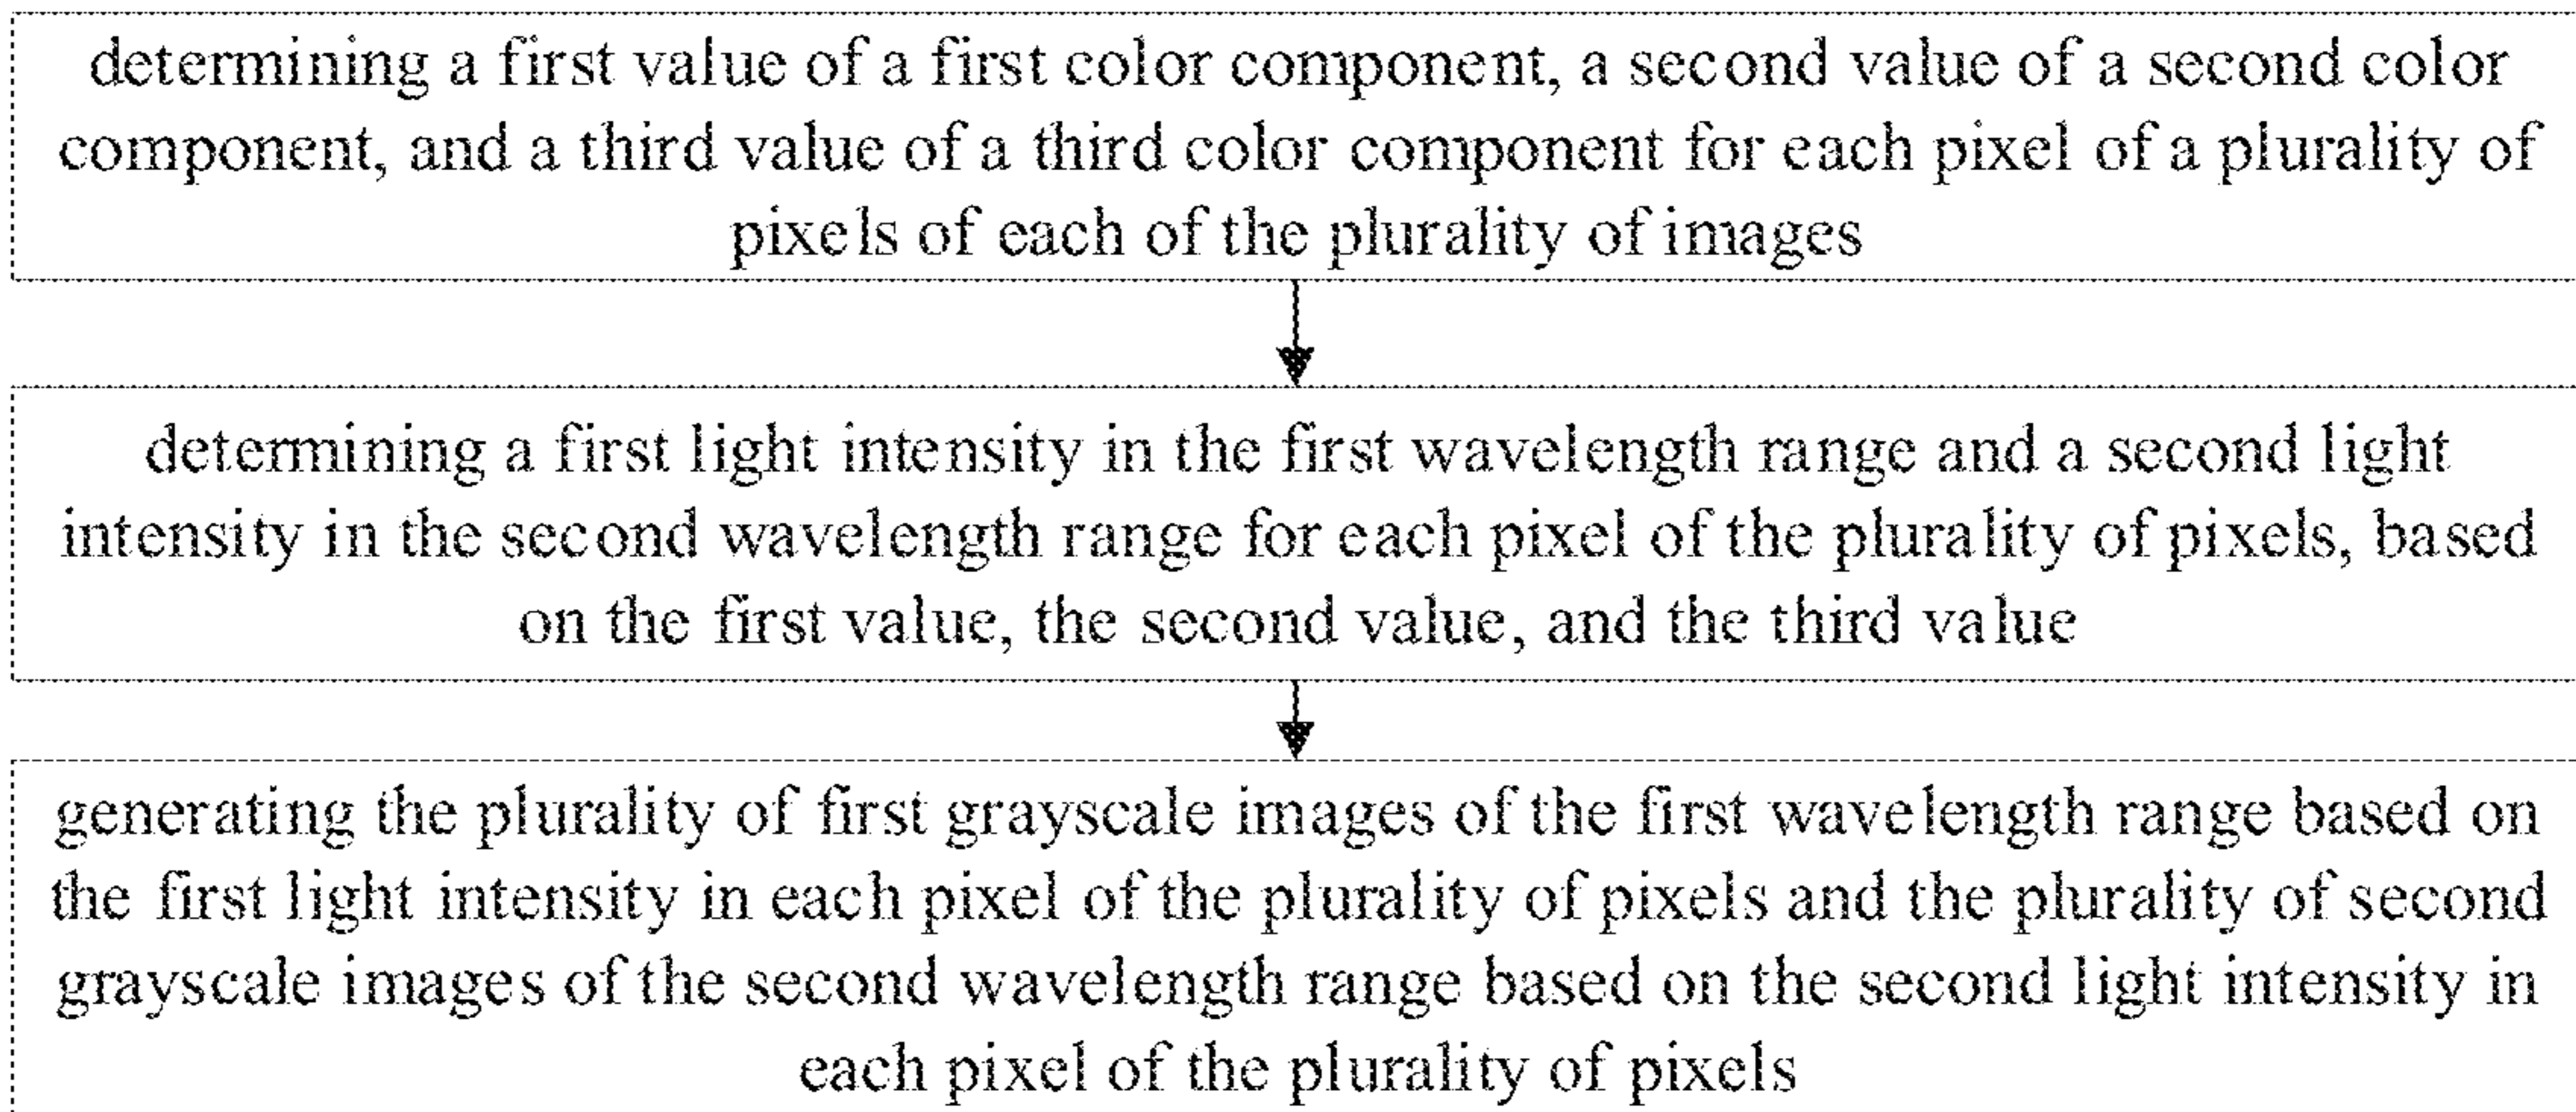 determining a first value of a first color component, a second value of a second color
component, and a third value of a third color component for each pixel of a plurality of
pixels of each of the plurality of images
determining a first light intensity in the first wavelength range and a second light
intensity in the second wavelength range for each pixel of the plurality of pixels, based
on the first value, the second value, and the third value
generating the plurality of first grayscale images of the first wavelength range based on
the first light intensity in each pixel of the plurality of pixels and the plurality of second
grayscale images of the second wavelength range based on the second light intensity in
each pixel of the plurality of pixels